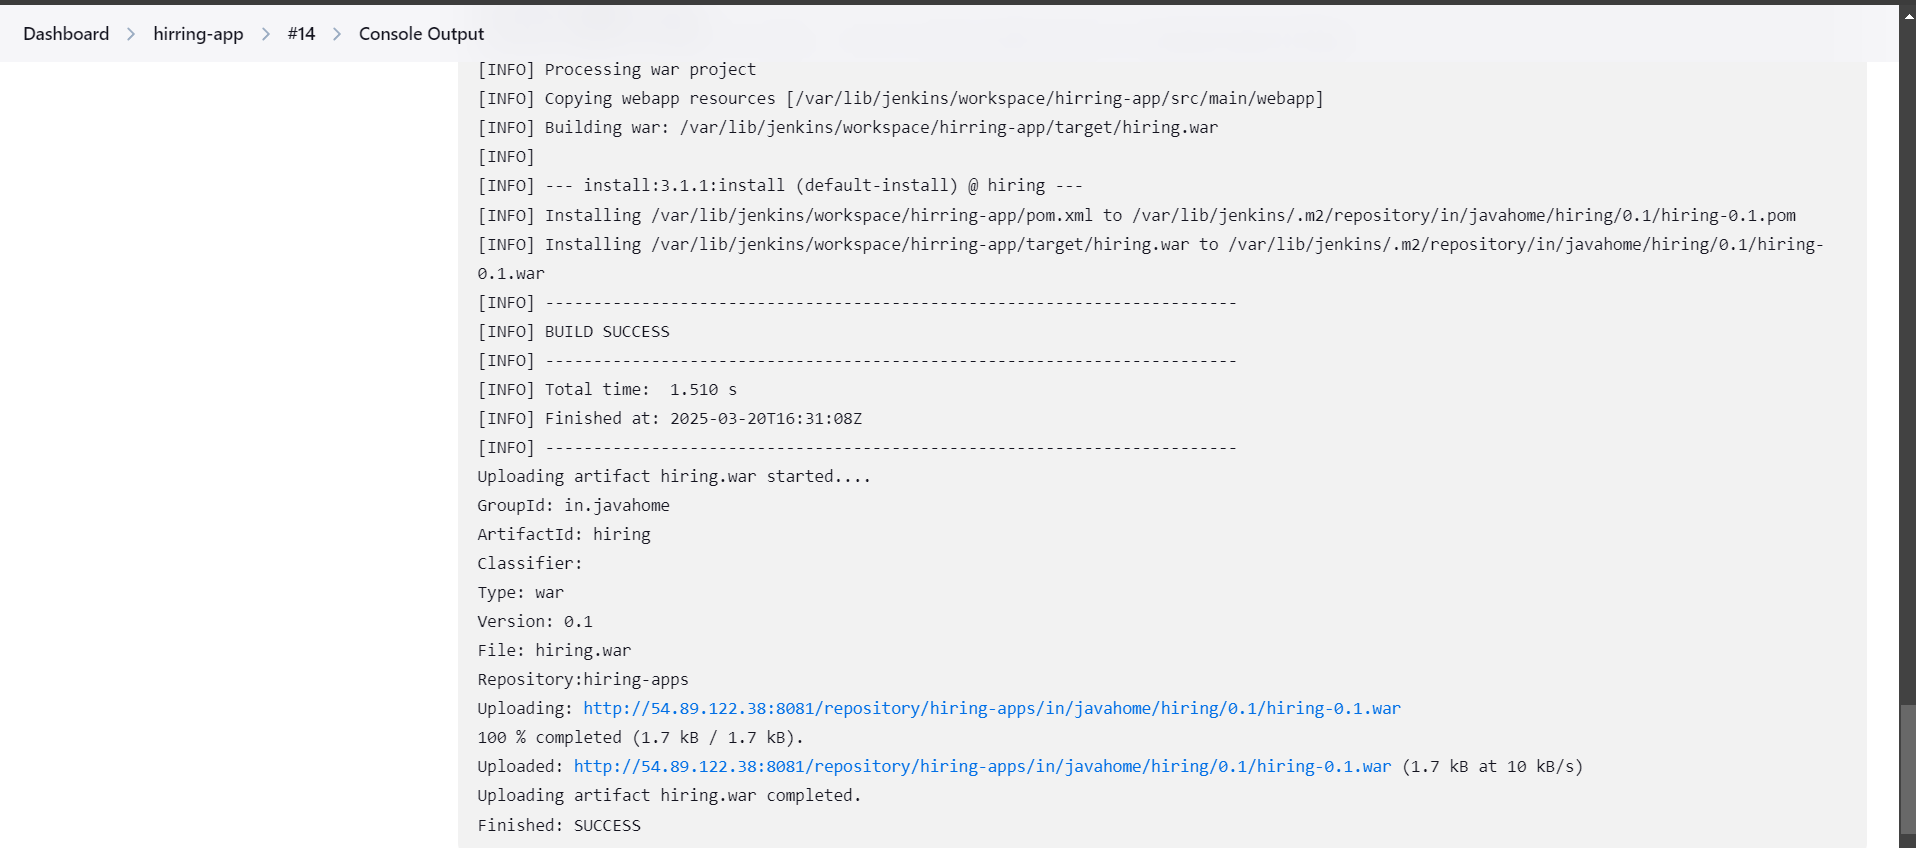 Dashboard > hirring-app > #14 > Console Output
[INFO] Processing war project
[INFO] Copying webapp resources [/var/lib/jenkins/workspace/hirring-app/src/main/webapp]
[INFO] Building war: /var/lib/jenkins/workspace/hirring-app/target/hiring.war
[INFO]
[INFO] --- install:3.1.1:install (default-install) @ hiring ---
[INFO] Installing /var/lib/jenkins/workspace/hirring-app/pom.xml to /var/lib/jenkins/.m2/repository/in/javahome/hiring/0.1/hiring-0.1.pom
[INFO] Installing /var/lib/jenkins/workspace/hirring-app/target/hiring.war to /var/lib/jenkins/.m2/repository/in/javahome/hiring/0.1/hiring-
0.1.war
[INFO] ------------------------------------------------------------------------
[INFO] BUILD SUCCESS
[INFO] ------------------------------------------------------------------------
[INFO] Total time:  1.510 s
[INFO] Finished at: 2025-03-20T16:31:08Z
[INFO] ------------------------------------------------------------------------
Uploading artifact hiring.war started....
GroupId: in.javahome
ArtifactId: hiring
Classifier:
Type: war
Version: 0.1
File: hiring.war
Repository:hiring-apps
Uploading: http://54.89.122.38:8081/repository/hiring-apps/in/javahome/hiring/0.1/hiring-0.1.war
100 % completed (1.7 kB / 1.7 kB).
Uploaded: http://54.89.122.38:8081/repository/hiring-apps/in/javahome/hiring/0.1/hiring-0.1.war (1.7 kB at 10 kB/s)
Uploading artifact hiring.war completed.
Finished: SUCCESS